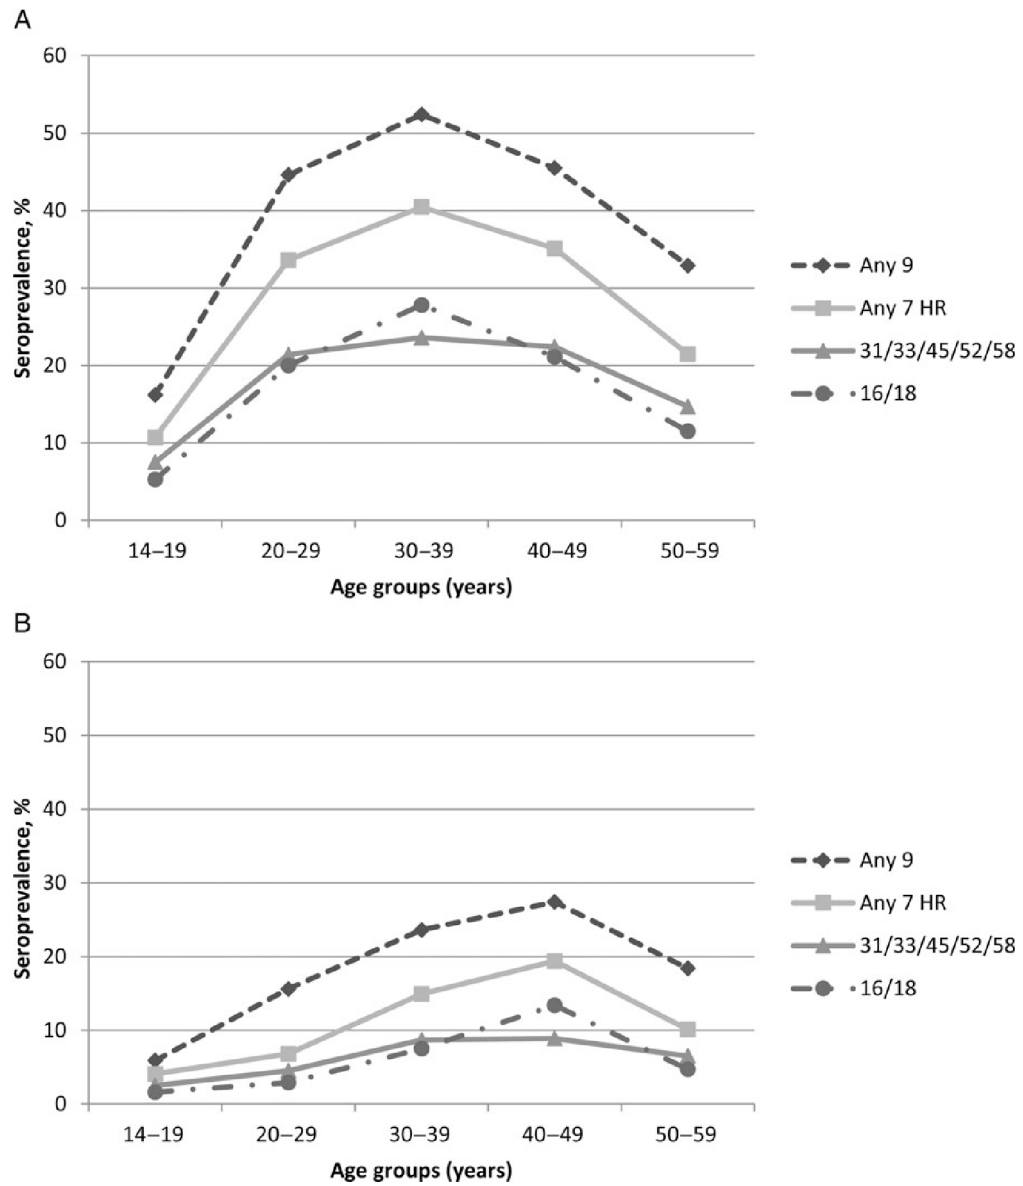 A
60
50
40
30
20
10
0
Seroprevalence, %
14–19 20–29 30–39 40–49 50–59
Age groups (years)
Any 9
Any 7 HR
31/33/45/52/58
16/18
B
60
50
40
30
20
10
0
Seroprevalence, %
14–19 20–29 30–39 40–49 50–59
Age groups (years)
Any 9
Any 7 HR
31/33/45/52/58
16/18